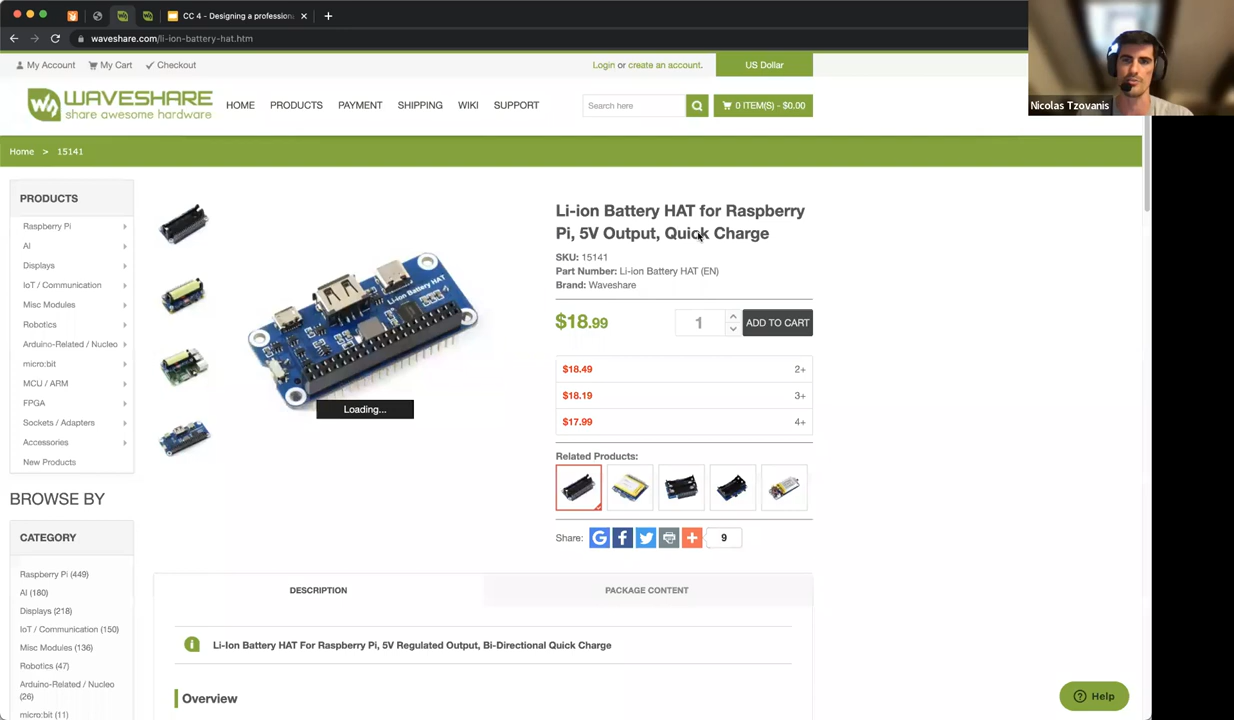 CC 4 - Designing a profession
waveshare.com/li-ion-battery-hat.htm
My Account
My Cart
Checkout
Login or create an account.
US Dollar
WAVESHARE
share awesome hardware
HOME
PRODUCTS
PAYMENT
SHIPPING
WIKI
SUPPORT
Search here
0 ITEM(S) - $0.00
Nicolas Tzovanis
Home > 15141
PRODUCTS
Raspberry Pi
AI
Displays
IoT / Communication
Misc Modules
Robotics
Arduino-Related / Nucleo
micro:bit
MCU / ARM
FPGA
Sockets / Adapters
Accessories
New Products
BROWSE BY
CATEGORY
Raspberry Pi (449)
AI (180)
Displays (218)
IoT / Communication (150)
Misc Modules (136)
Robotics (47)
Arduino-Related / Nucleo
(26)
micro:bit (11)
Li-ion Battery HAT
Loading...
Li-ion Battery HAT for Raspberry
Pi, 5V Output, Quick Charge
SKU: 15141
Part Number: Li-ion Battery HAT (EN)
Brand: Waveshare
$18.99
1
ADD TO CART
$18.49 2+
$18.19 3+
$17.99 4+
Related Products:
Share:
9
DESCRIPTION
PACKAGE CONTENT
Li-Ion Battery HAT For Raspberry Pi, 5V Regulated Output, Bi-Directional Quick Charge
Overview
Help